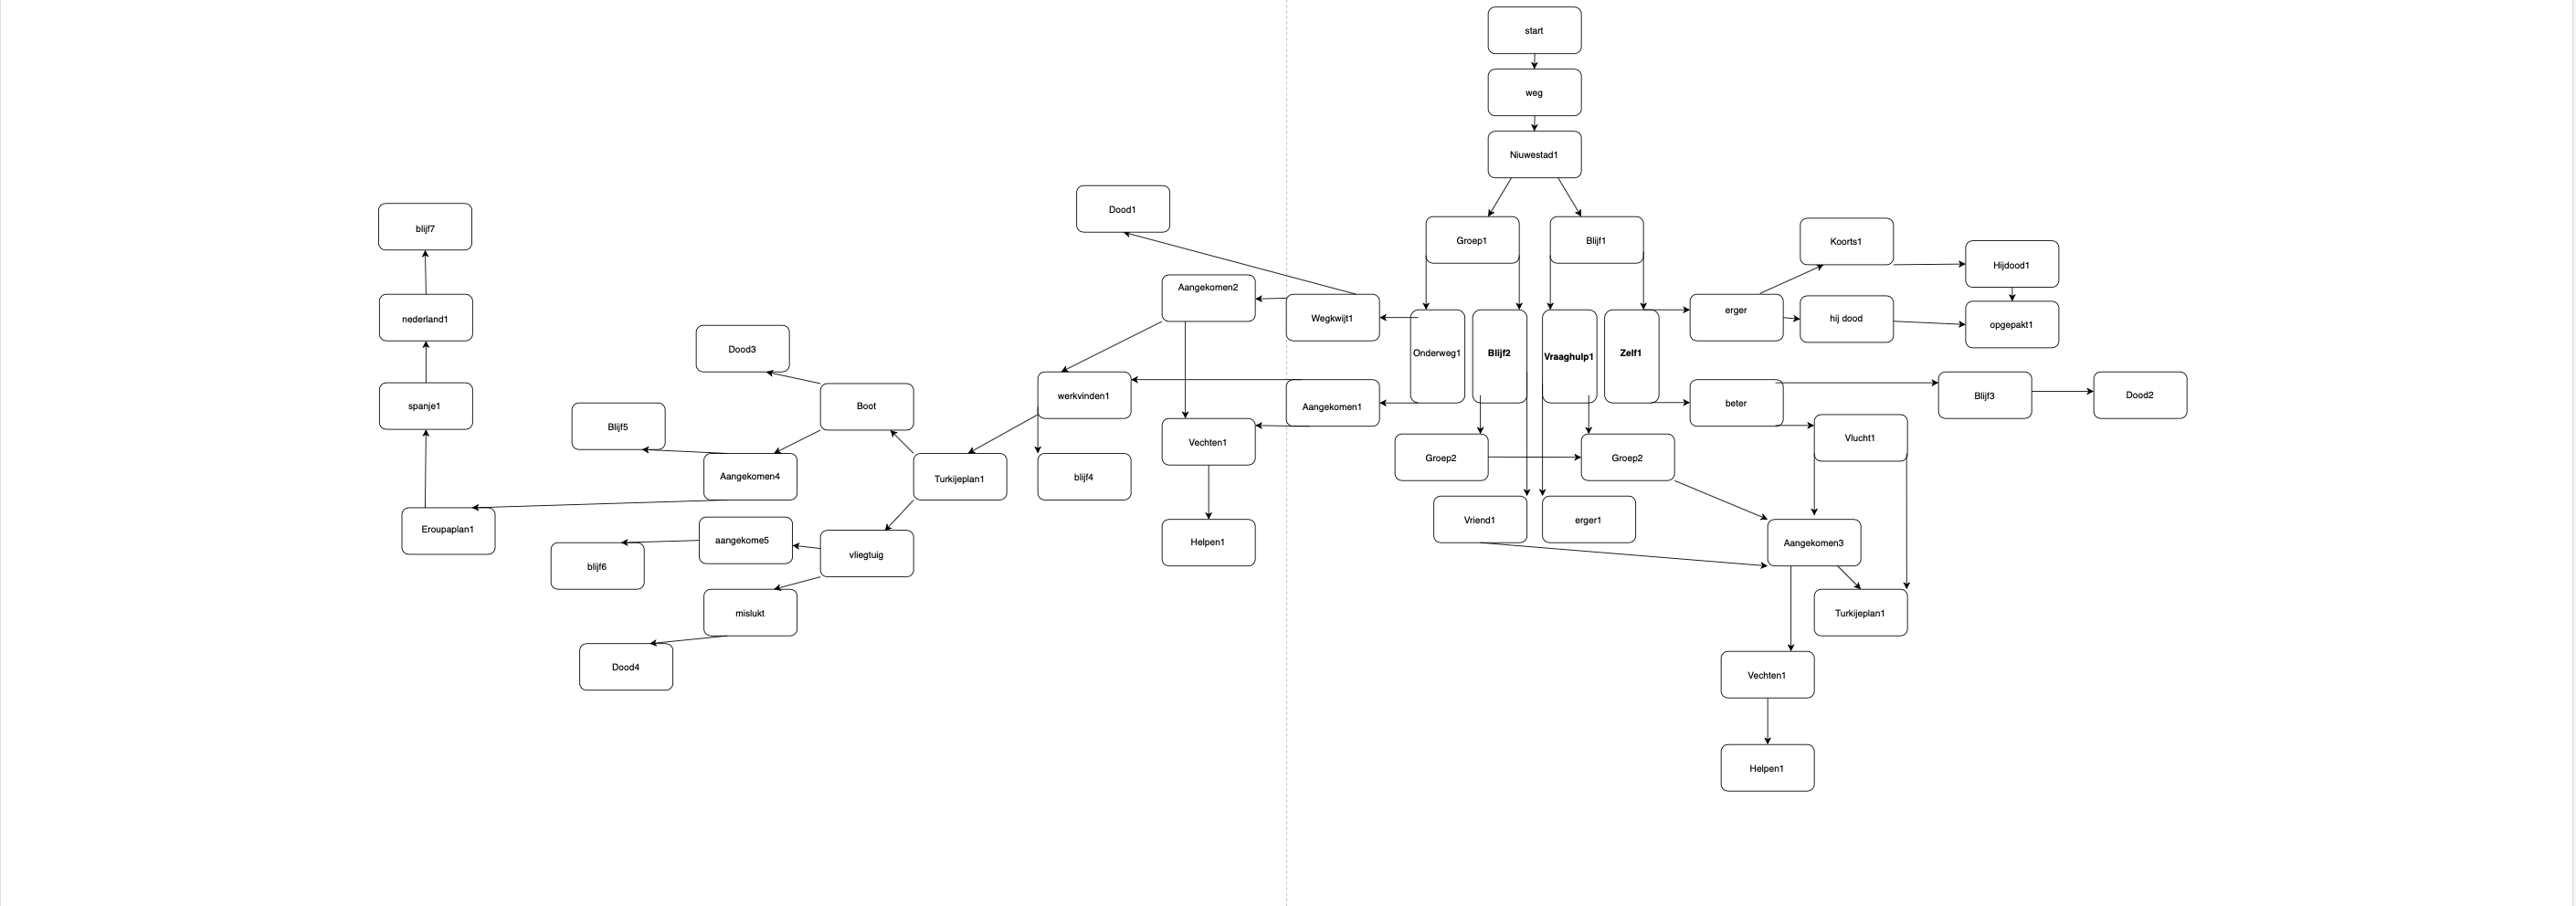 start
weg
Niuwestad1
Dood1
blijf7
Groep1
Blijf1
Koorts1
Hijdood1
Aangekomen2
nederland1
Wegkwijt1
erger
hij dood
opgepakt1
Dood3
Onderweg1
Blijf2
Vraaghulp1
Zelf1
spanje1
Boot
werkvinden1
Aangekomen1
beter
Blijf3
Dood2
Blijf5
Vechten1
Vlucht1
Aangekomen4
Turkijeplan1
blijf4
Groep2
Groep2
Eroupaplan1
aangekome5
vliegtuig
Helpen1
Vriend1
erger1
Aangekomen3
blijf6
mislukt
Turkijeplan1
Dood4
Vechten1
Helpen1